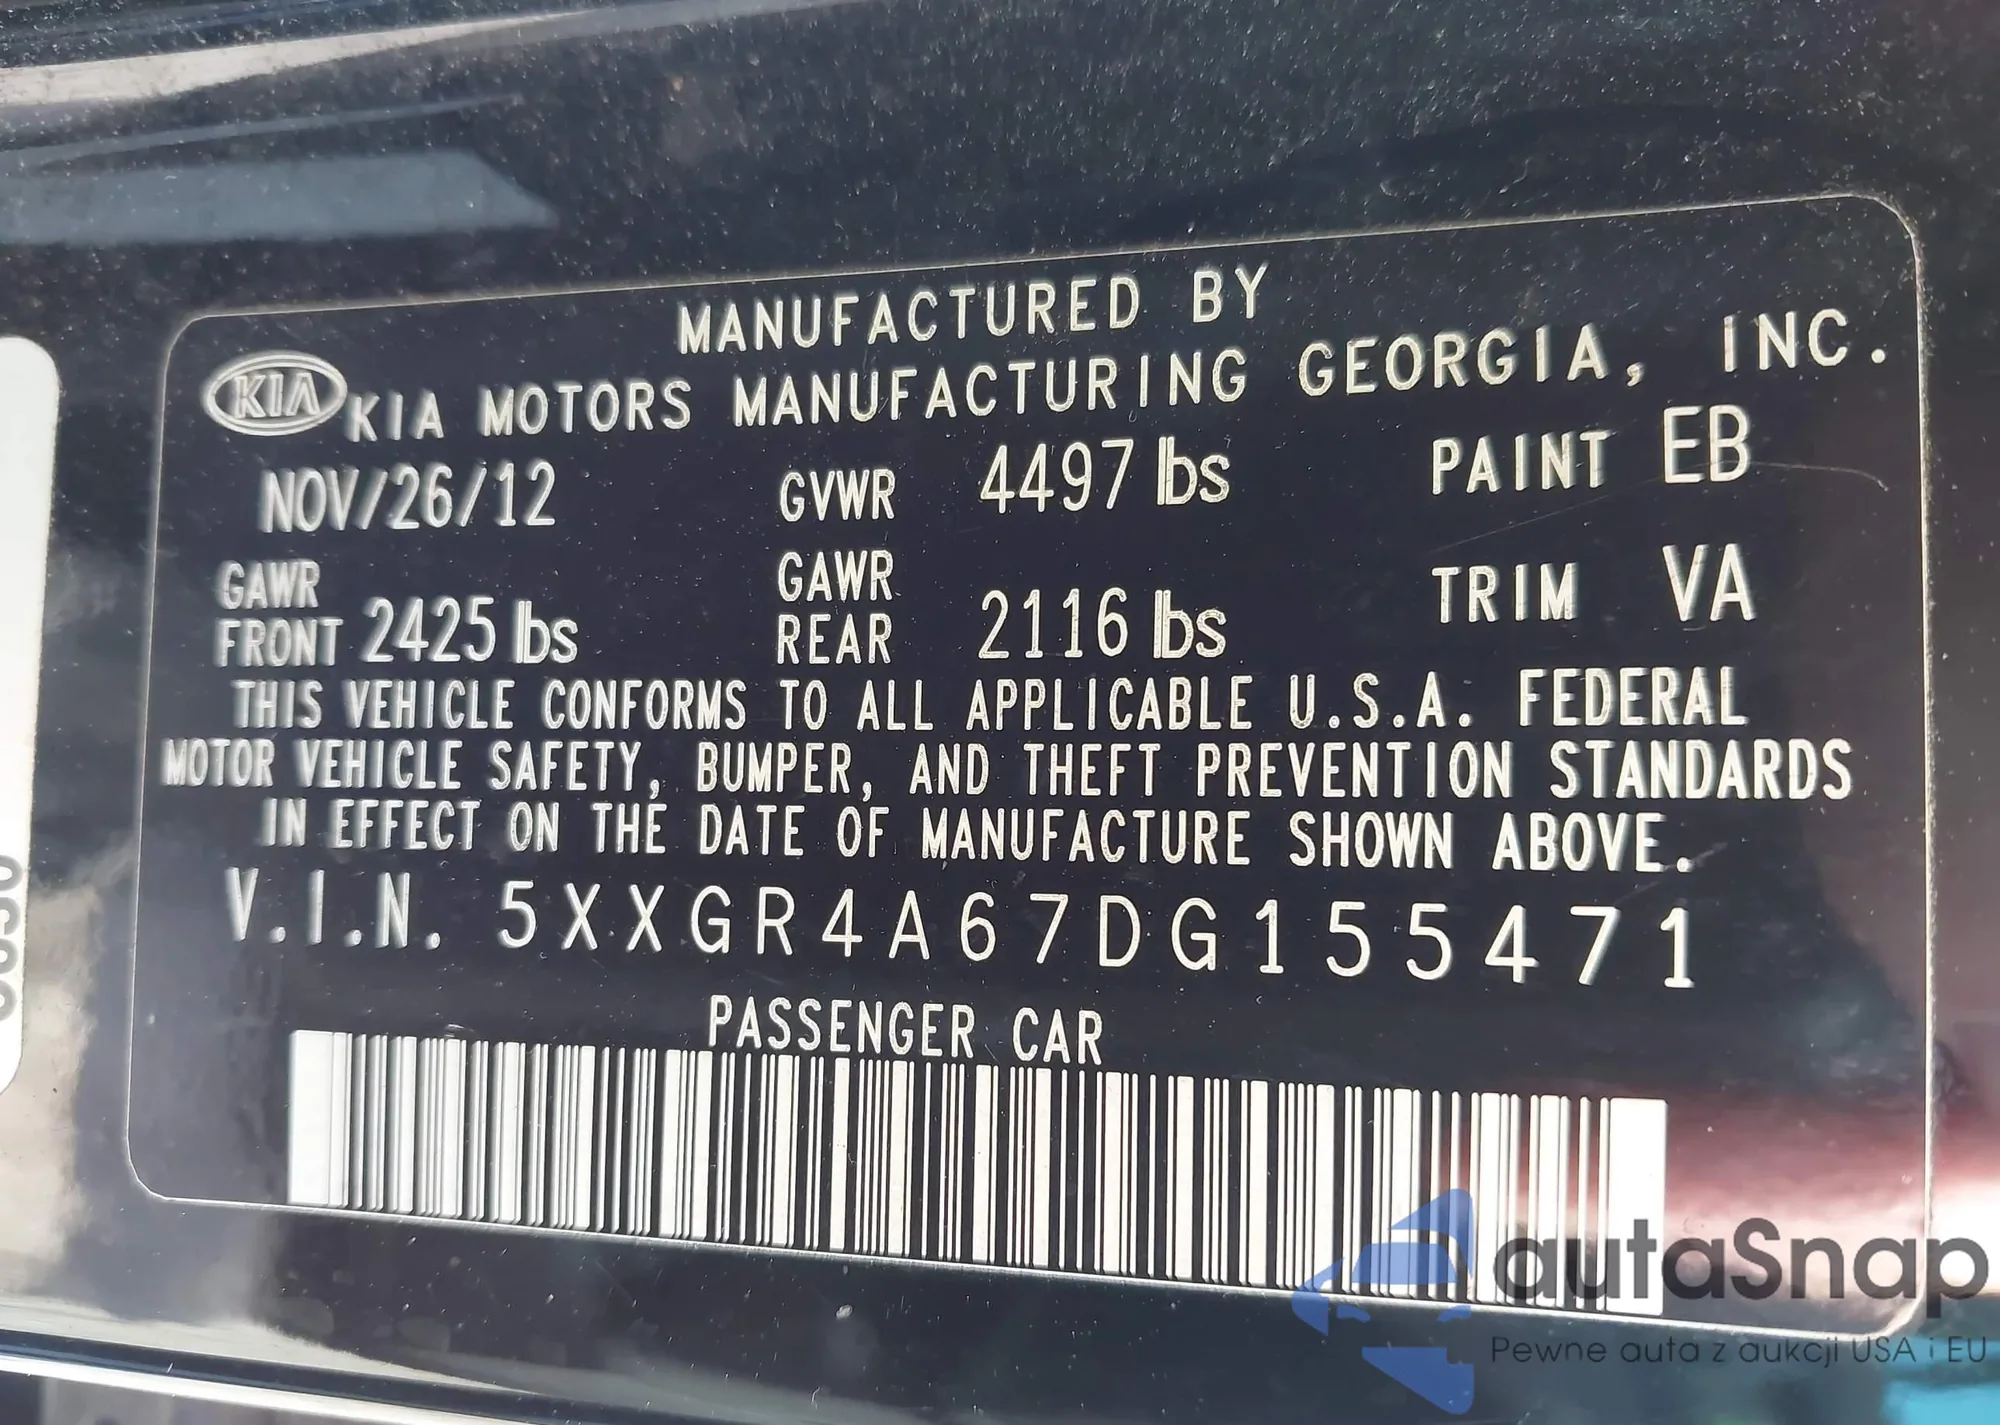 MANUFACTURED BY
KIA KIA MOTORS MANUFACTURING GEORGIA, INC.
NOV/26/12 GVWR 4497 lbs PAINT EB
GAWR FRONT 2425 lbs GAWR REAR 2116 lbs TRIM VA
THIS VEHICLE CONFORMS TO ALL APPLICABLE U.S.A. FEDERAL
MOTOR VEHICLE SAFETY, BUMPER, AND THEFT PREVENTION STANDARDS
IN EFFECT ON THE DATE OF MANUFACTURE SHOWN ABOVE.
V.I.N. 5XXGR4A67DG155471
PASSENGER CAR
autaSnap
Pewne auta z aukcji USA i EU